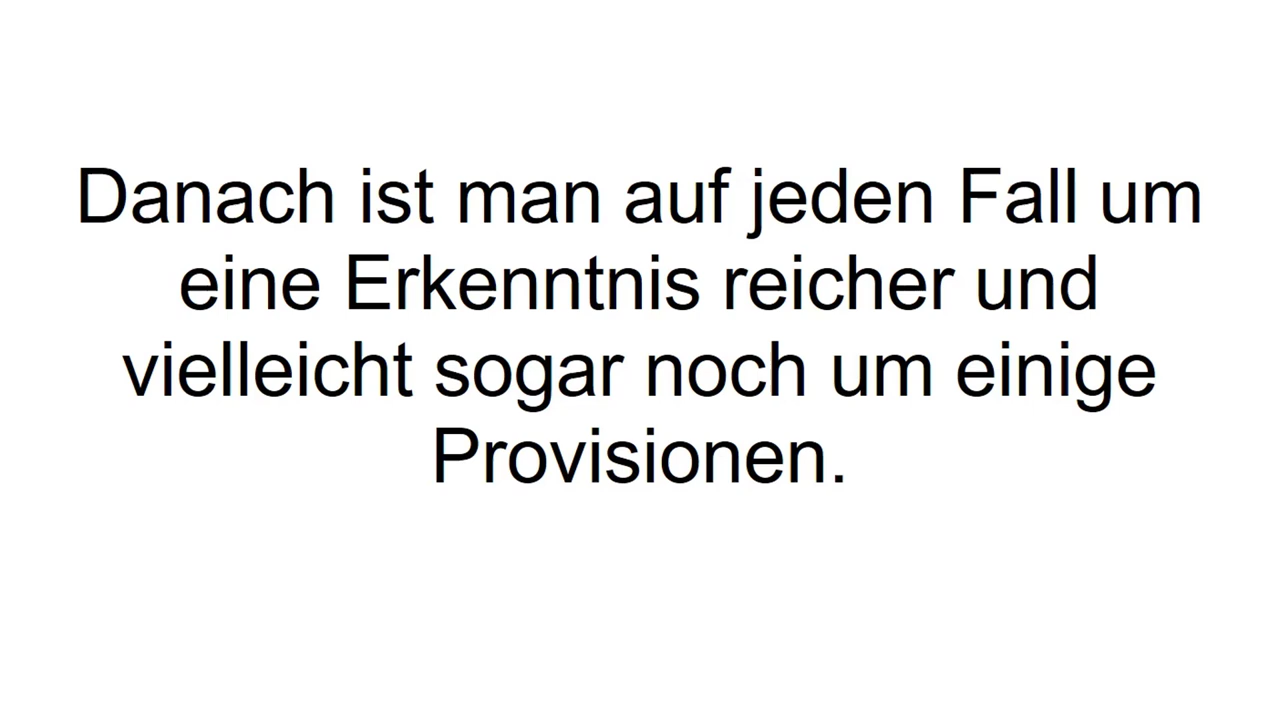 Danach ist man auf jeden Fall um
eine Erkenntnis reicher und
vielleicht sogar noch um einige
Provisionen.